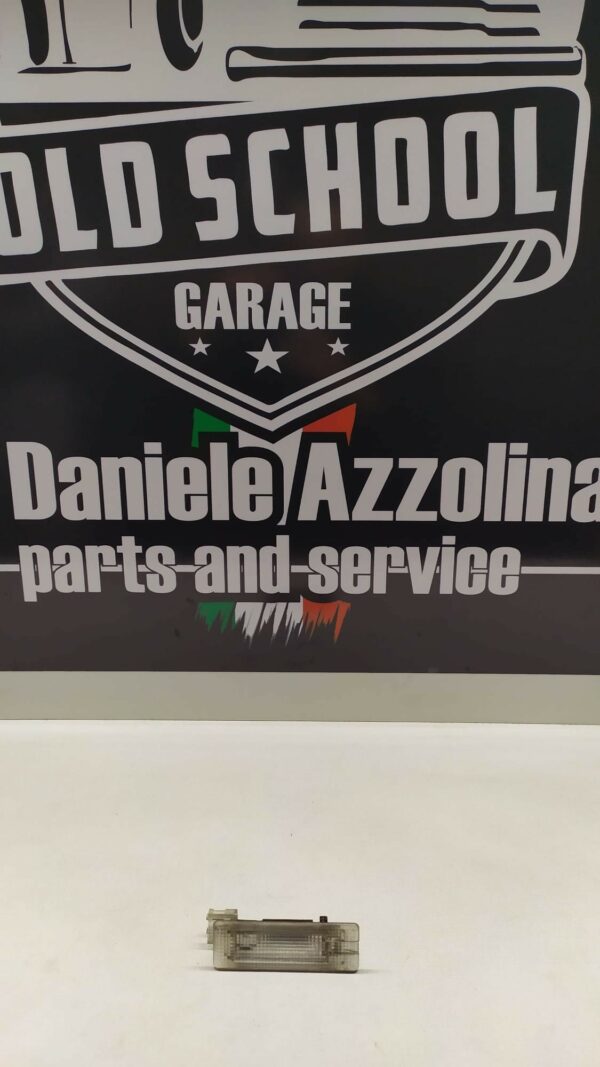 OLD SCHOOL
GARAGE
Daniele Azzolina
parts and service